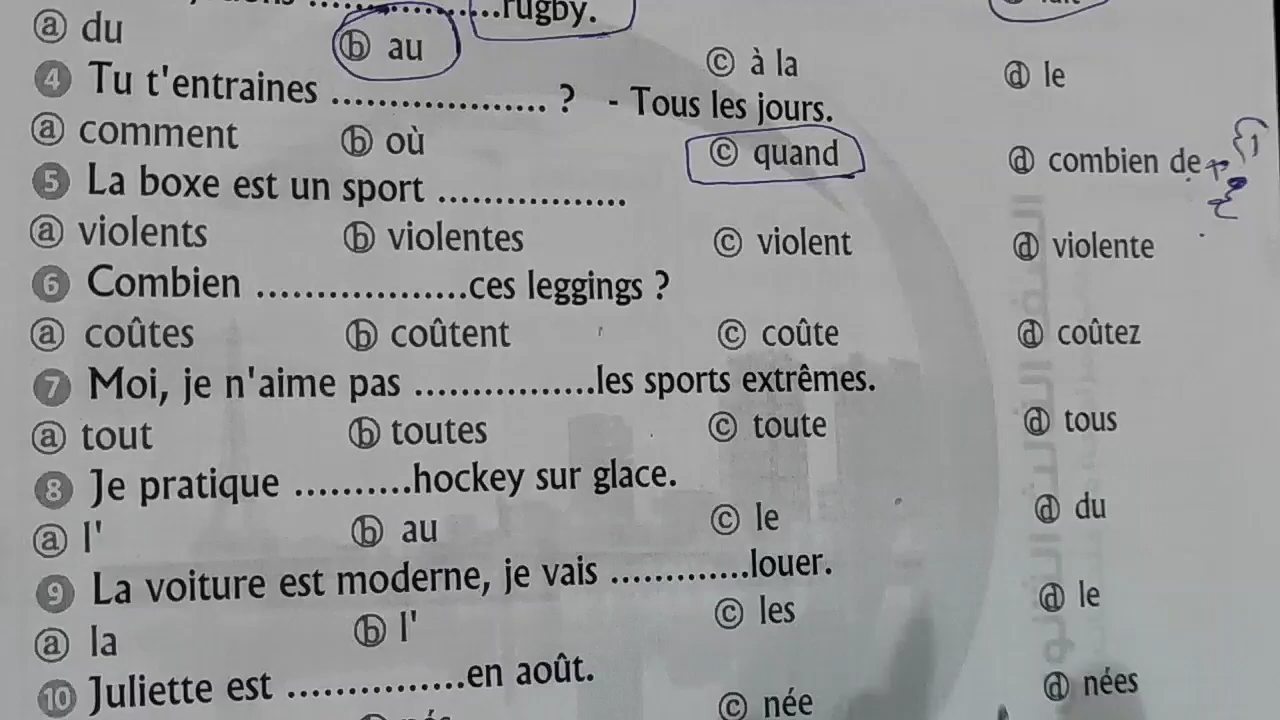 rugby.
ⓐ du ⓑ au ⓒ à la ⓓ le
4 Tu t'entraines ................... ? - Tous les jours.
ⓐ comment ⓑ où ⓒ quand ⓓ combien de
5 La boxe est un sport ................
ⓐ violents ⓑ violentes ⓒ violent ⓓ violente
6 Combien ..................ces leggings ?
ⓐ coûtes ⓑ coûtent ⓒ coûte ⓓ coûtez
7 Moi, je n'aime pas ...............les sports extrêmes.
ⓐ tout ⓑ toutes ⓒ toute ⓓ tous
8 Je pratique ..........hockey sur glace.
ⓐ l' ⓑ au ⓒ le ⓓ du
9 La voiture est moderne, je vais .............louer.
ⓐ la ⓑ l' ⓒ les ⓓ le
10 Juliette est ...............en août.
ⓒ née ⓓ nées